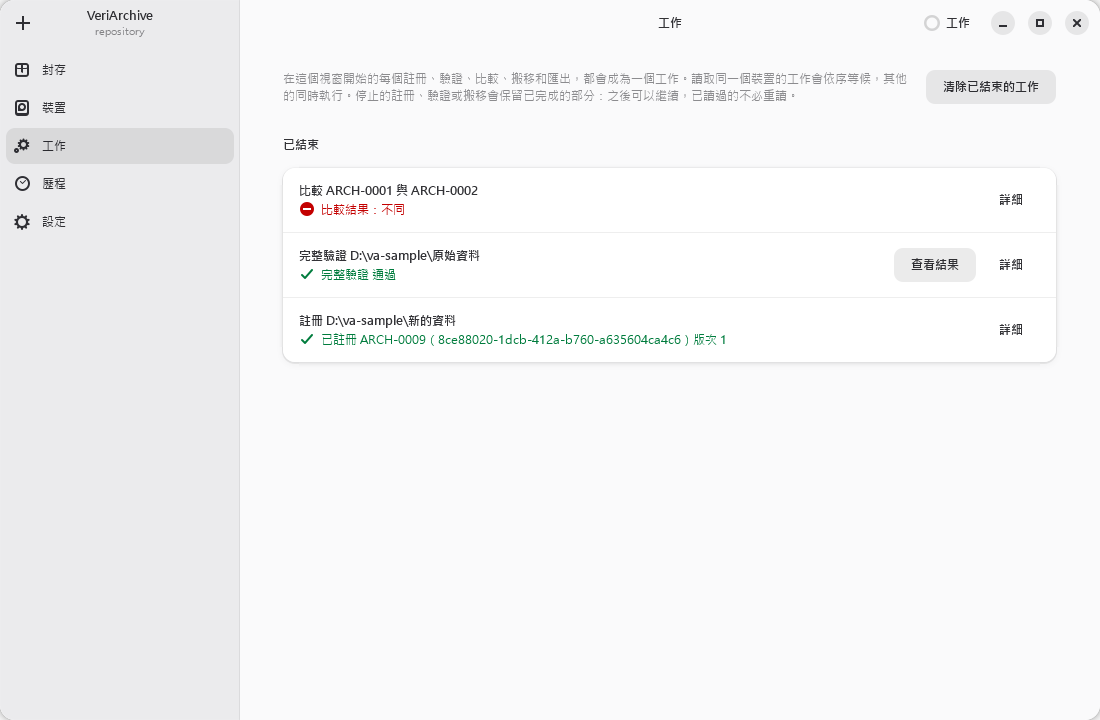 VeriArchive
repository
封存
裝置
工作
歷程
設定
工作
工作
在這個視窗開始的每個註冊、驗證、比較、搬移和匯出，都會成為一個工作。讀取同一個裝置的工作會依序等候，其他
的同時執行。停止的註冊、驗證或搬移會保留已完成的部分：之後可以繼續，已讀過的不必重讀。
清除已結束的工作
已結束
比較 ARCH-0001 與 ARCH-0002
比較結果：不同
詳細
完整驗證 D:\va-sample\原始資料
完整驗證 通過
查看結果
詳細
註冊 D:\va-sample\新的資料
已註冊 ARCH-0009（8ce88020-1dcb-412a-b760-a635604ca4c6）版次 1
詳細